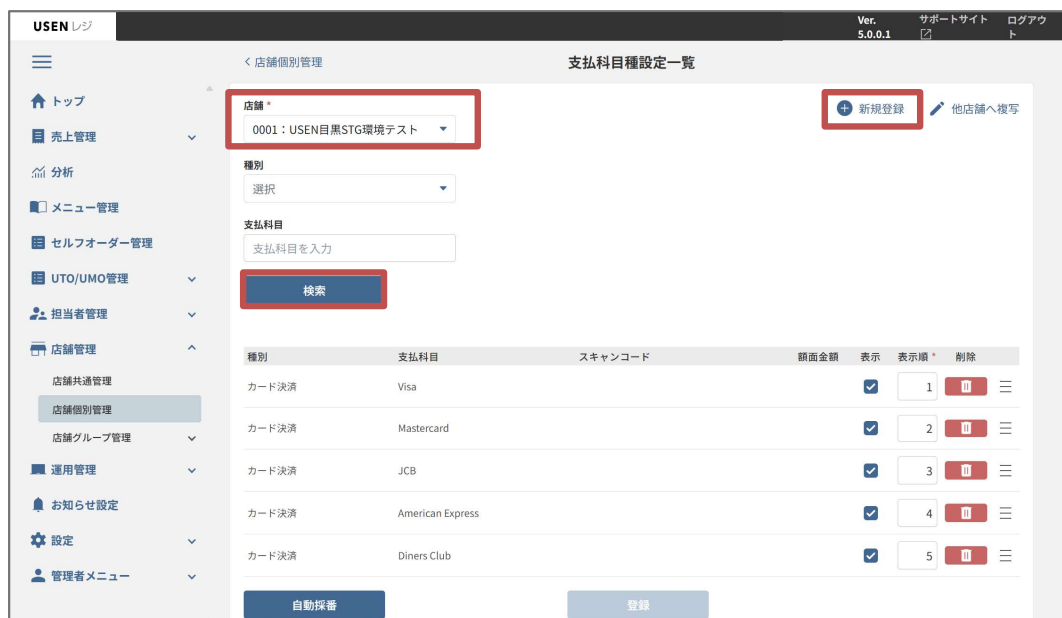 USEN レジ
Ver. 5.0.0.1
サポートサイト
ログアウト
< 店舗個別管理
支払科目種設定一覧
トップ
売上管理
分析
メニュー管理
セルフオーダー管理
UTO/UMO管理
担当者管理
店舗管理
店舗共通管理
店舗個別管理
店舗グループ管理
運用管理
お知らせ設定
設定
管理者メニュー
店舗 *
0001：USEN目黒STG環境テスト
新規登録
他店舗へ複写
種別
選択
支払科目
支払科目を入力
検索
種別 支払科目 スキャンコード 額面金額 表示 表示順 * 削除
カード決済 Visa 1
カード決済 Mastercard 2
カード決済 JCB 3
カード決済 American Express 4
カード決済 Diners Club 5
自動採番
登録